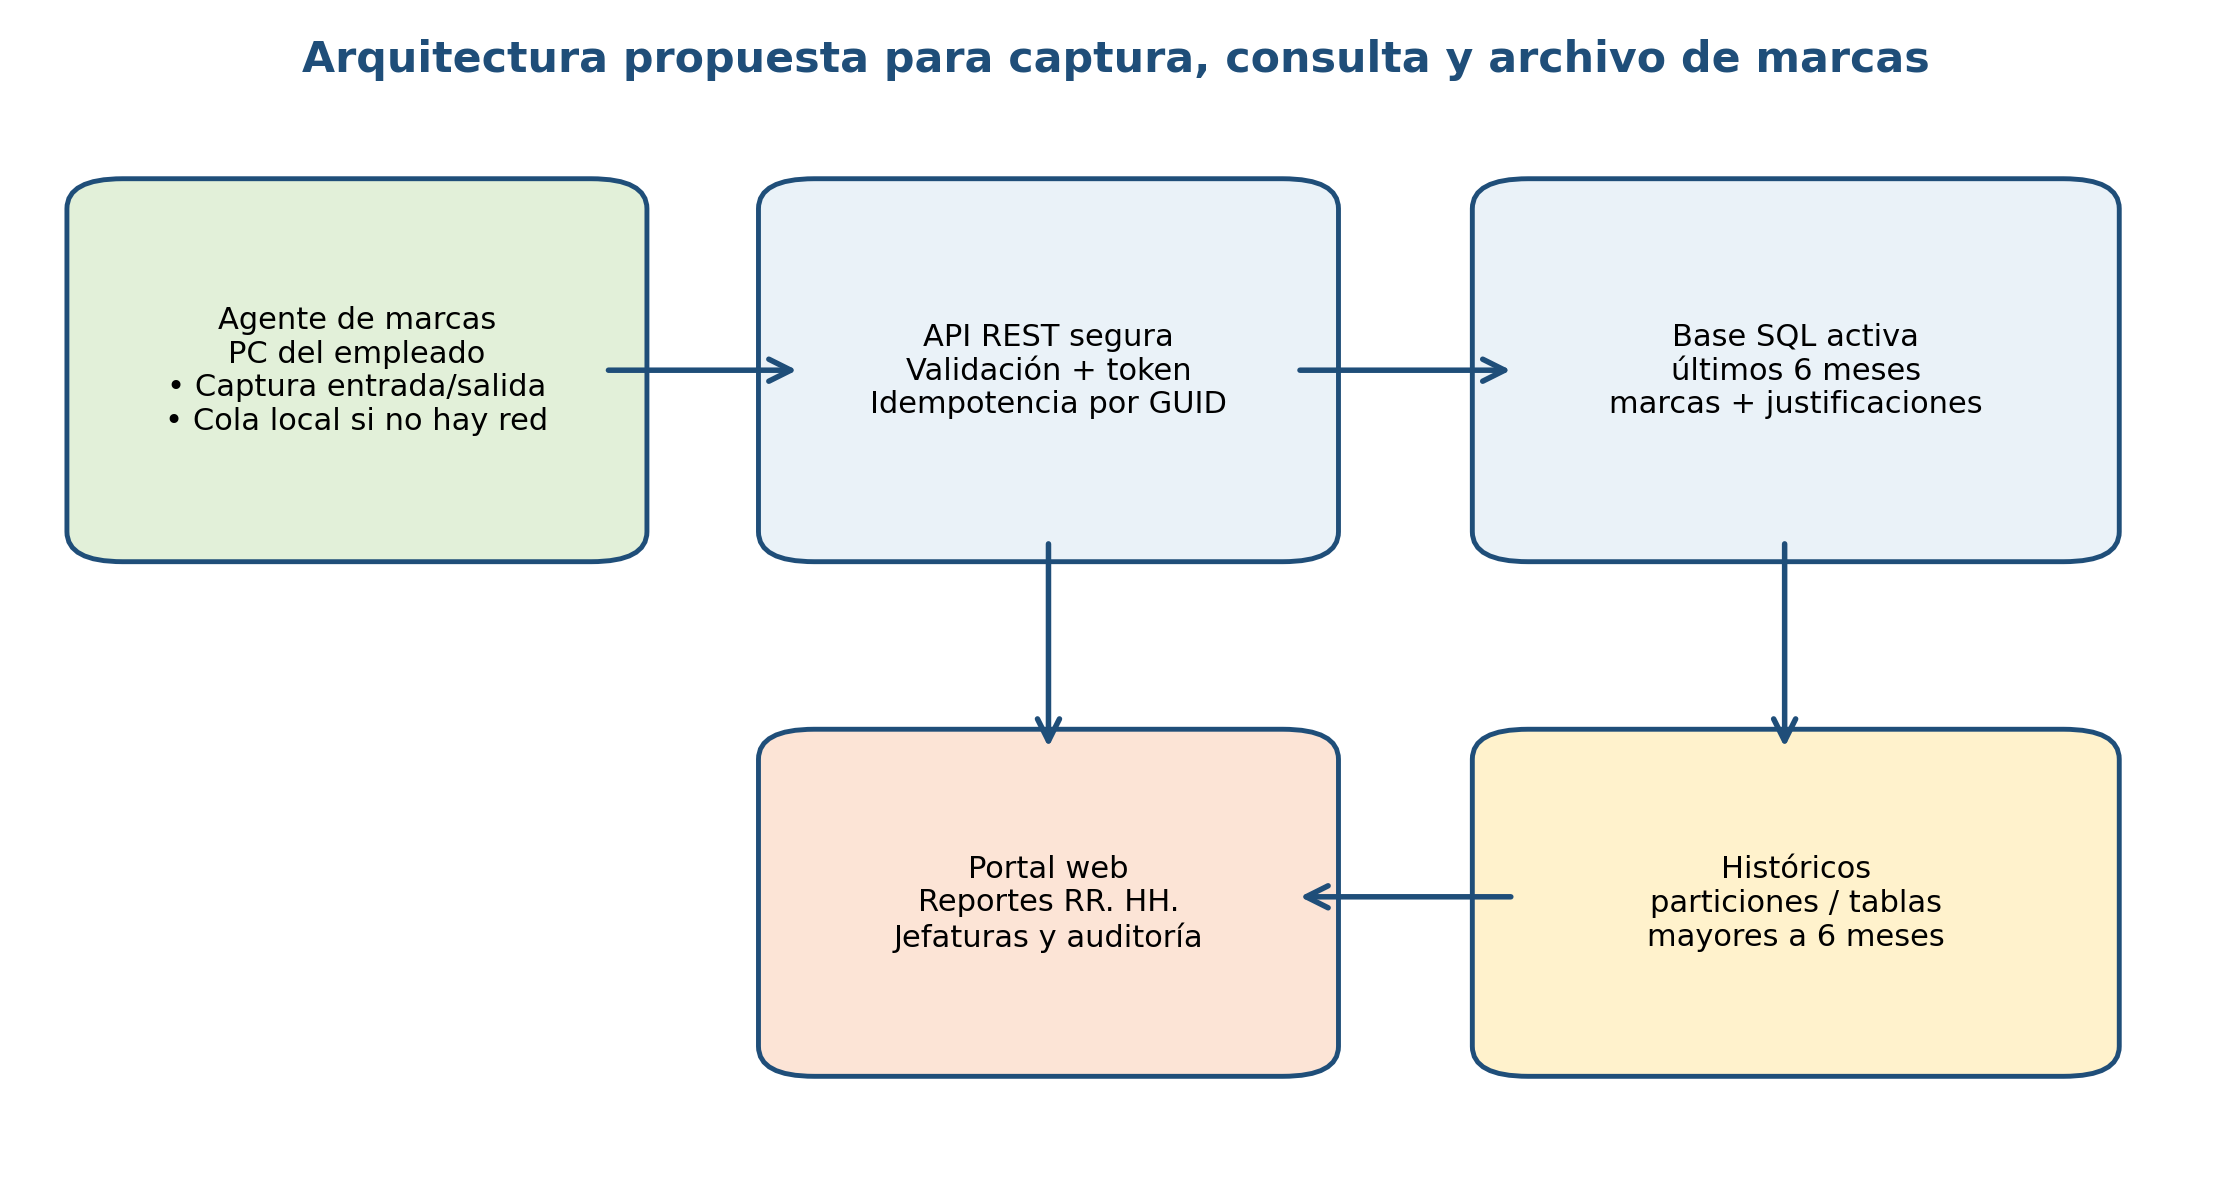 Arquitectura propuesta para captura, consulta y archivo de marcas
Agente de marcas
PC del empleado
• Captura entrada/salida
• Cola local si no hay red
API REST segura
Validación + token
Idempotencia por GUID
Base SQL activa
últimos 6 meses
marcas + justificaciones
Portal web
Reportes RR. HH.
Jefaturas y auditoría
Históricos
particiones / tablas
mayores a 6 meses